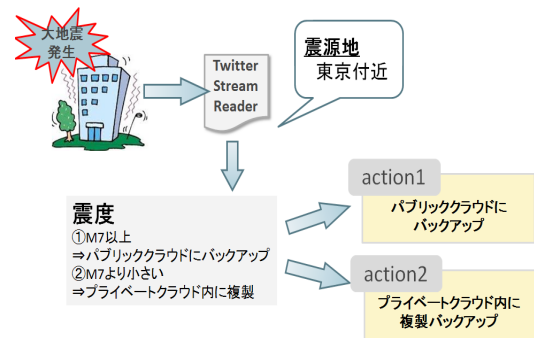 大地震
発生
Twitter
Stream
Reader
震源地
東京付近
震度
①M7以上
⇒パブリッククラウドにバックアップ
②M7より小さい
⇒プライベートクラウド内に複製
action1
パブリッククラウドに
バックアップ
action2
プライベートクラウド内に
複製バックアップ